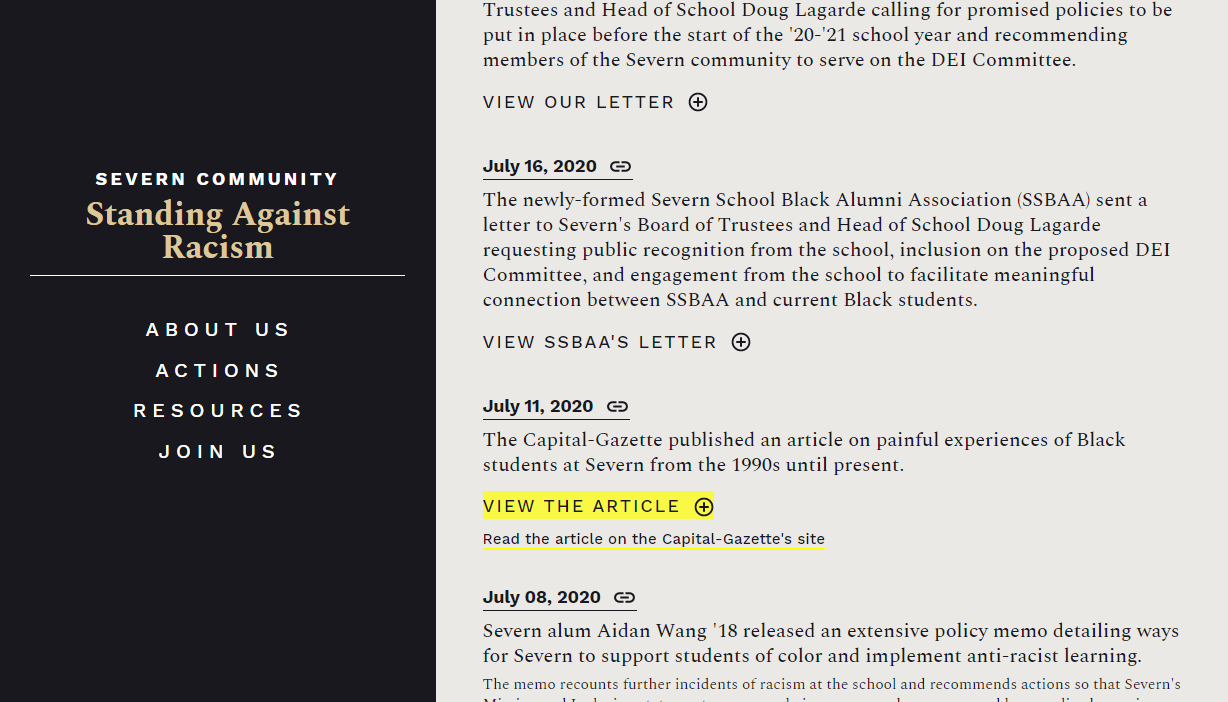 SEVERN COMMUNITY
Standing Against
Racism
ABOUT US
ACTIONS
RESOURCES
JOIN US
Trustees and Head of School Doug Lagarde calling for promised policies to be
put in place before the start of the '20-'21 school year and recommending
members of the Severn community to serve on the DEI Committee.
VIEW OUR LETTER
July 16, 2020
The newly-formed Severn School Black Alumni Association (SSBAA) sent a
letter to Severn's Board of Trustees and Head of School Doug Lagarde
requesting public recognition from the school, inclusion on the proposed DEI
Committee, and engagement from the school to facilitate meaningful
connection between SSBAA and current Black students.
VIEW SSBAA'S LETTER
July 11, 2020
The Capital-Gazette published an article on painful experiences of Black
students at Severn from the 1990s until present.
VIEW THE ARTICLE
Read the article on the Capital-Gazette's site
July 08, 2020
Severn alum Aidan Wang '18 released an extensive policy memo detailing ways
for Severn to support students of color and implement anti-racist learning.
The memo recounts further incidents of racism at the school and recommends actions so that Severn's